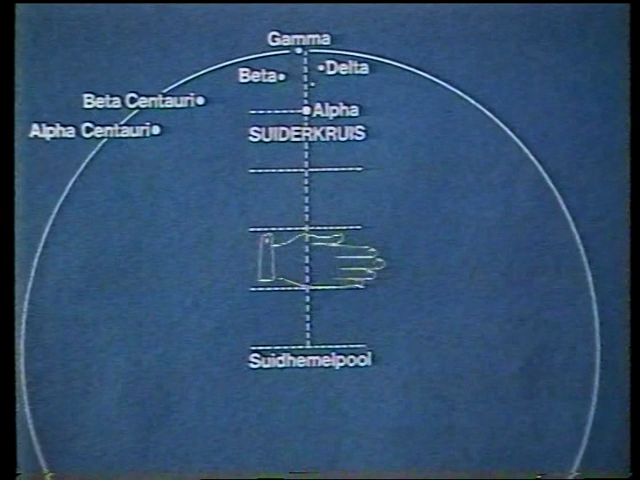 Gamma
Beta
Delta
Beta Centauri
Alpha
Alpha Centauri
SUIDERKRUIS
Suidhemelpool